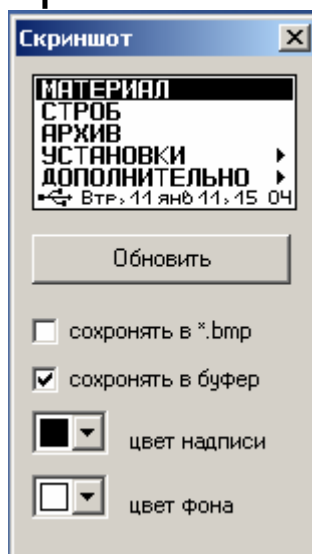 Скриншот
МАТЕРИАЛ
СТРОБ
АРХИВ
УСТАНОВКИ
ДОПОЛНИТЕЛЬНО
Втр, 11 янв 11, 15 04
Обновить
сохронять в *.bmp
сохронять в буфер
цвет надписи
цвет фона